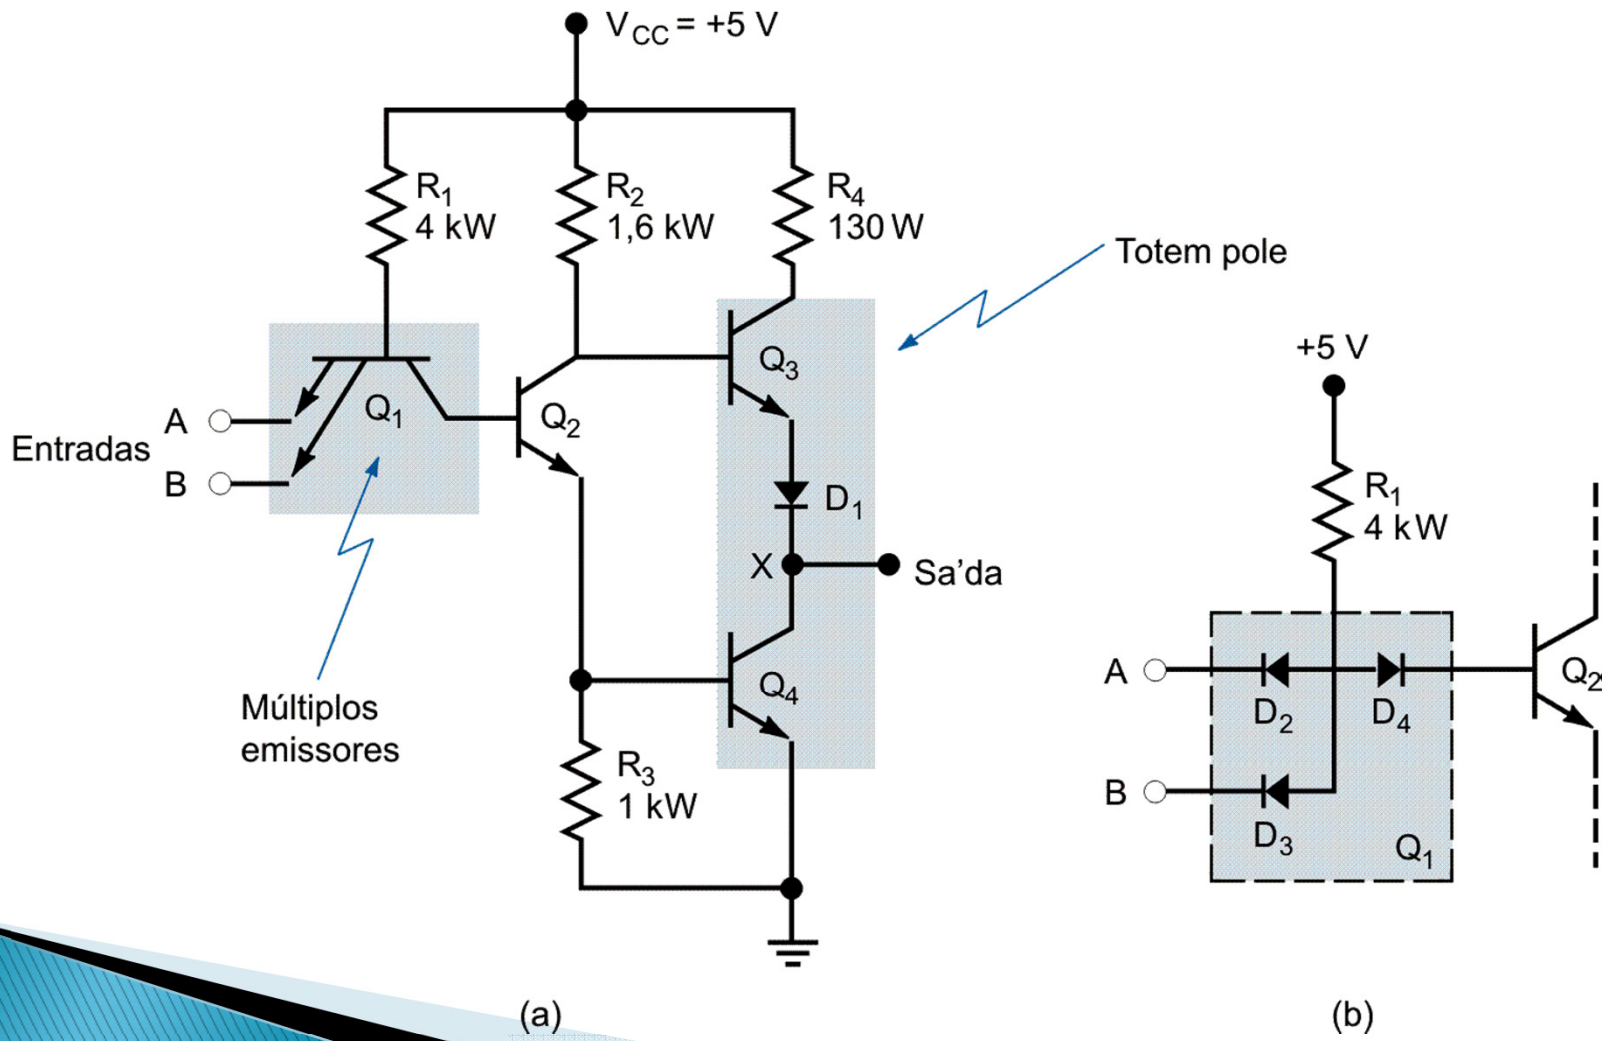 V_CC = +5 V
R1
4 kW
R2
1,6 kW
R4
130 W
Totem pole
Q3
Q1
Q2
A
Entradas
B
D1
X
Sa’da
Q4
Múltiplos
emissores
R3
1 kW
(a)
+5 V
R1
4 kW
A
D2
D4
Q2
B
D3
Q1
(b)